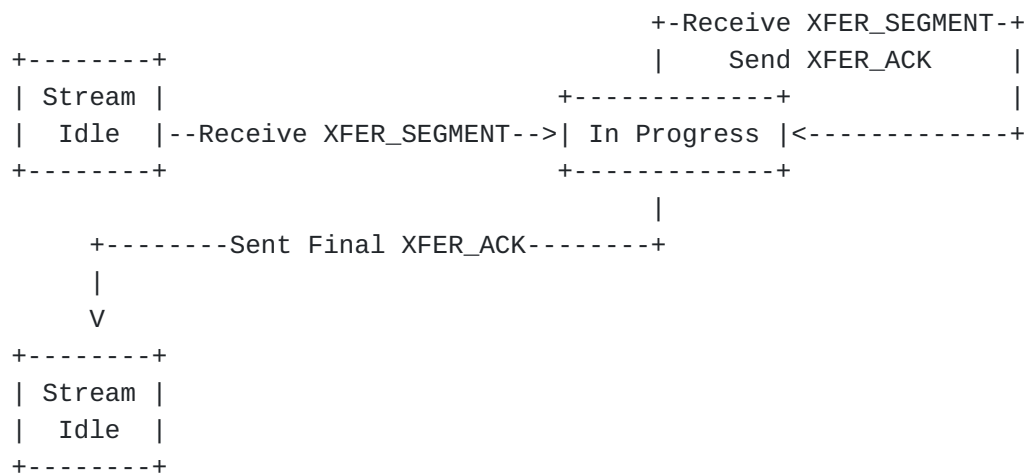 +-Receive XFER_SEGMENT-+
+--------+ | Send XFER_ACK |
| Stream | +-------------+ |
| Idle |--Receive XFER_SEGMENT-->| In Progress |<-------------+
+--------+ +-------------+
|
+--------Sent Final XFER_ACK--------+
|
V
+--------+
| Stream |
| Idle |
+--------+